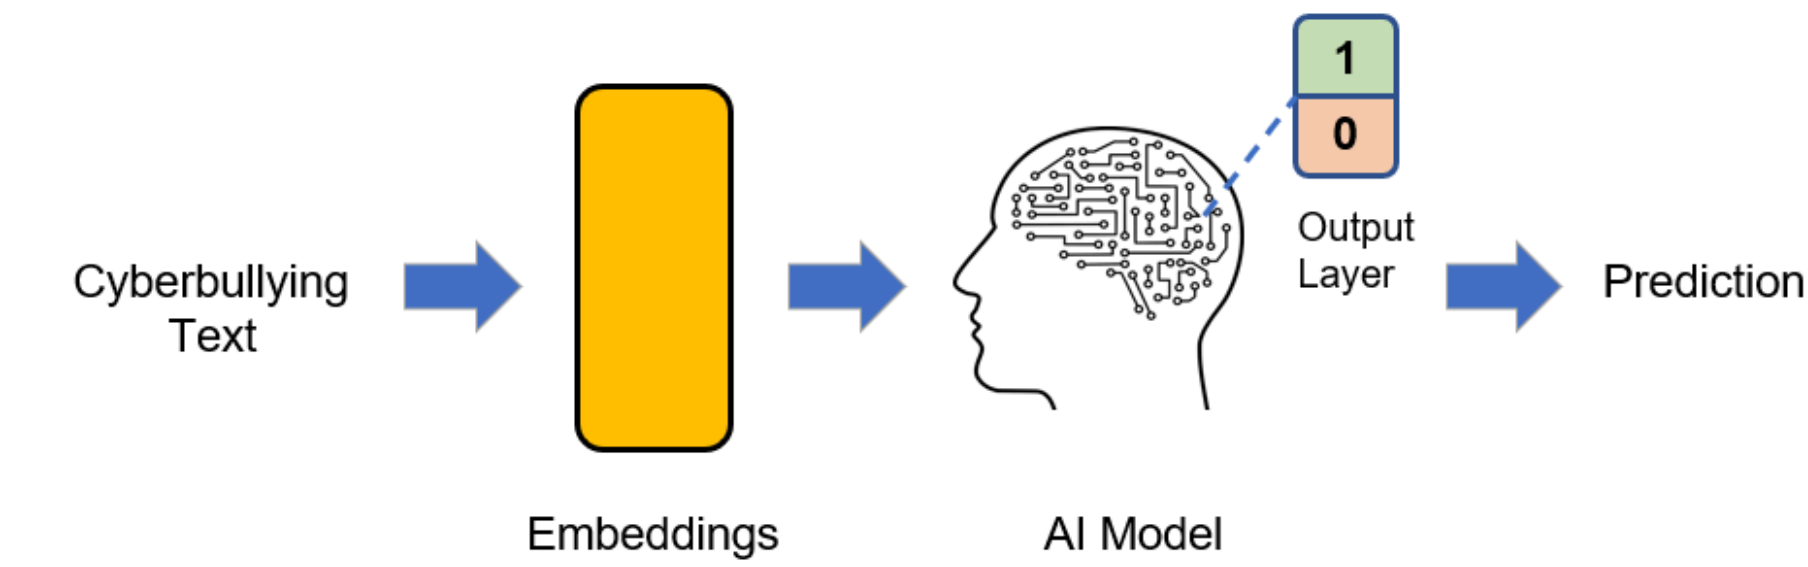 1
0
Output
Layer
Cyberbullying
Text
Prediction
Embeddings
AI Model